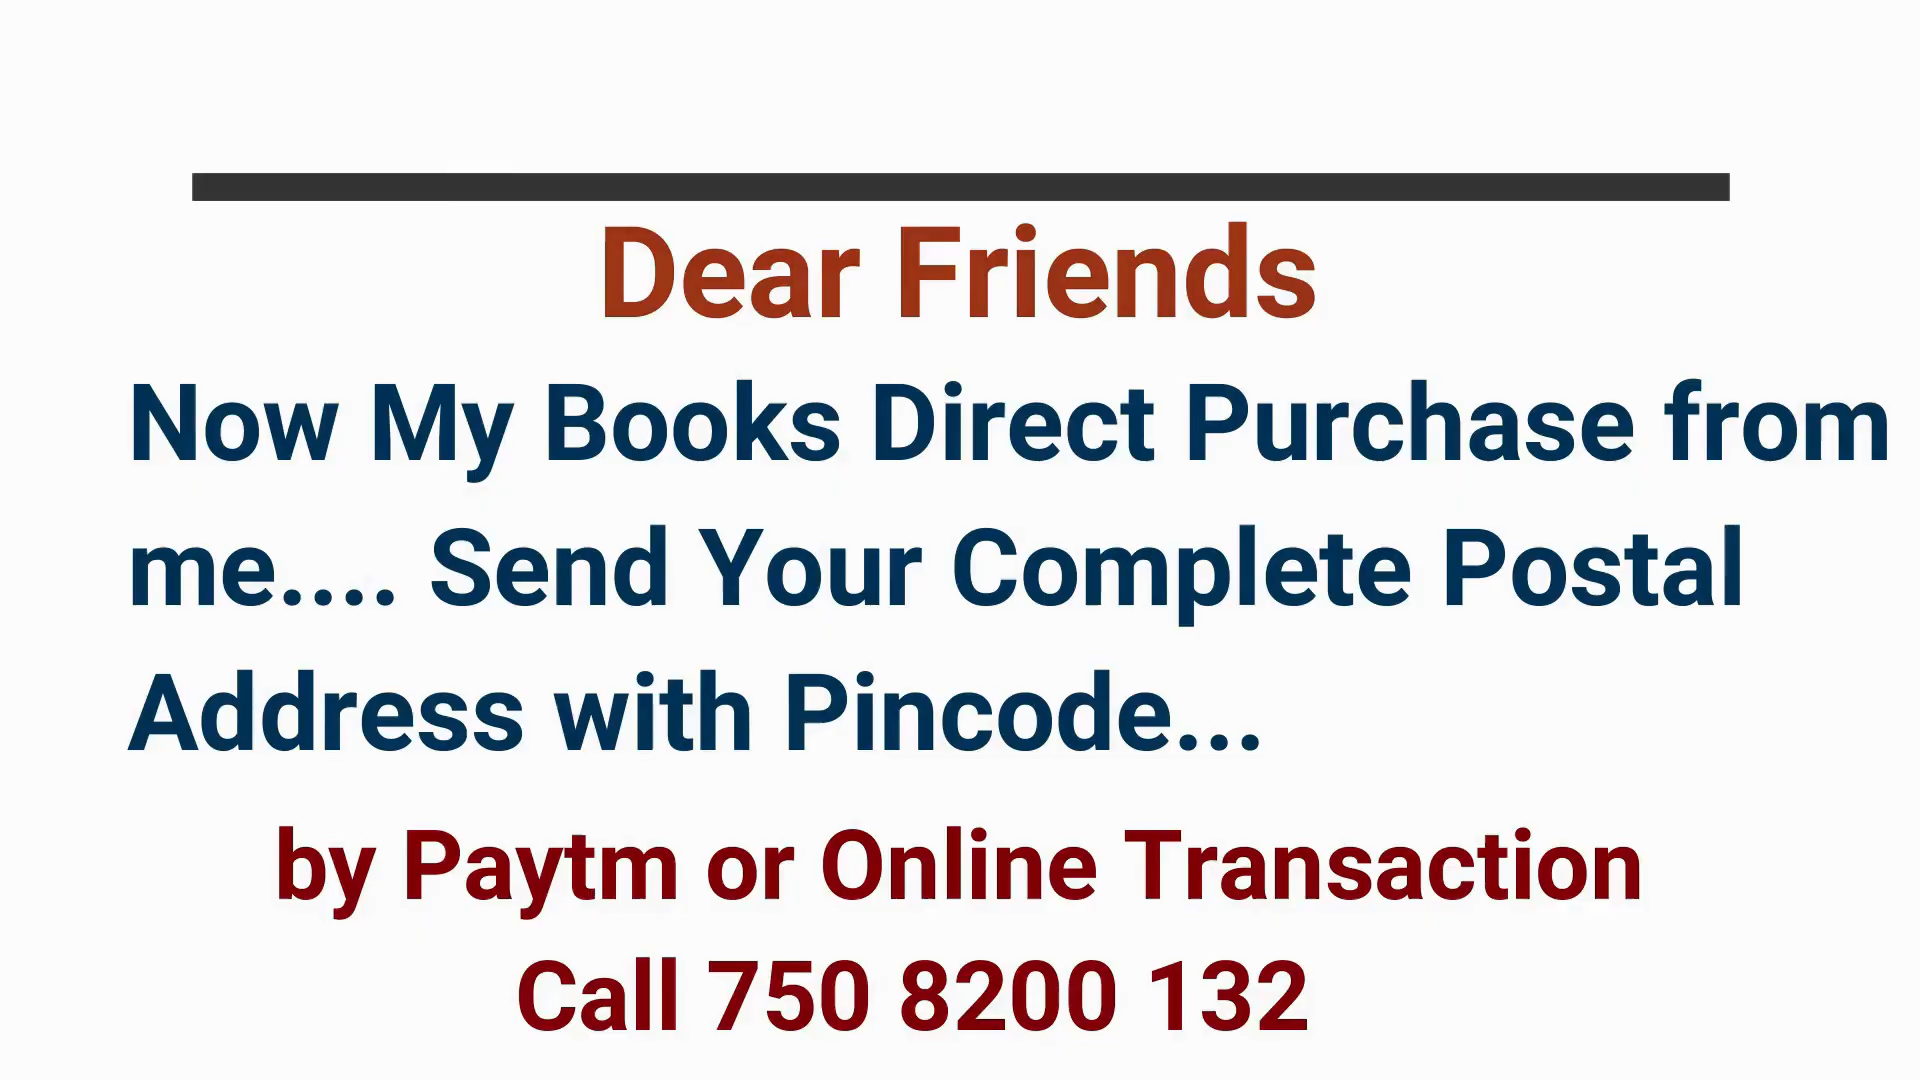 Dear Friends
Now My Books Direct Purchase from
me.... Send Your Complete Postal
Address with Pincode...
by Paytm or Online Transaction
Call 750 8200 132